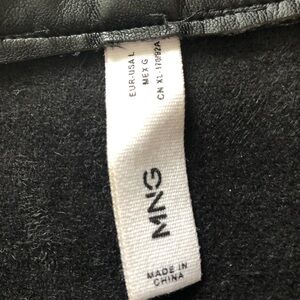 EUR-USA L
MEX G
CN XL-170/92A
MNG
MADE IN
CHINA